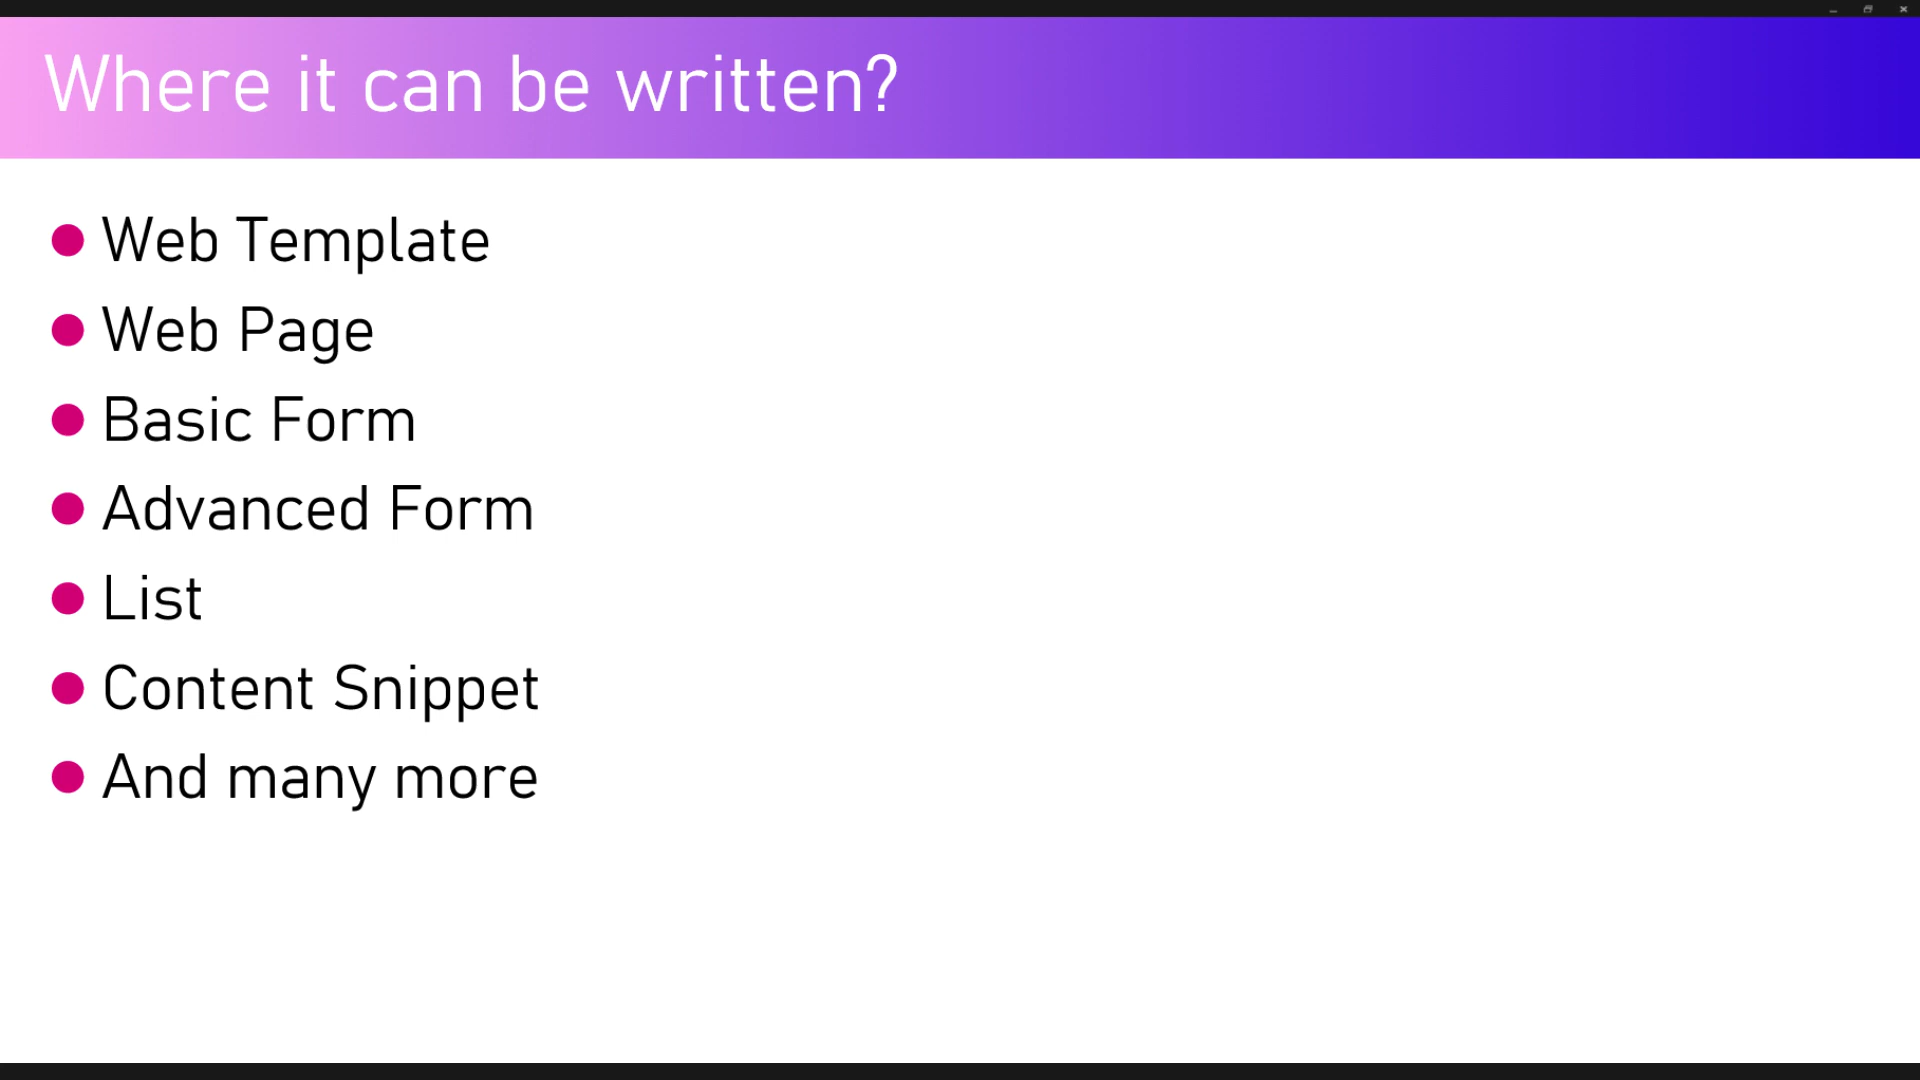 Where it can be written?
Web Template
Web Page
Basic Form
Advanced Form
List
Content Snippet
And many more